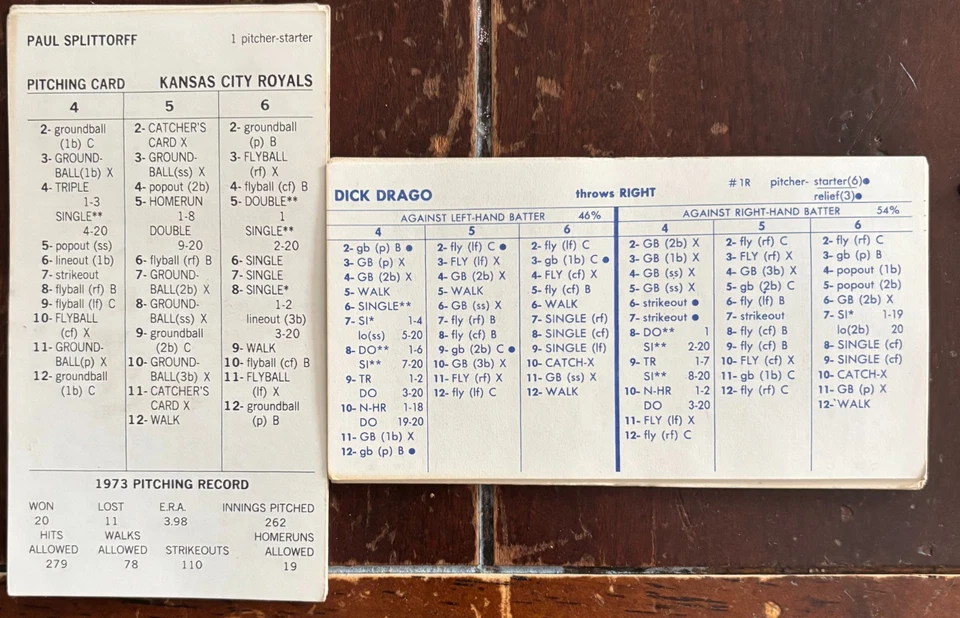 PAUL SPLITTORFF 1 pitcher-starter
PITCHING CARD KANSAS CITY ROYALS
4
2- groundball
(1b) C
3- GROUND-
BALL(1b) X
4- TRIPLE
1-3
SINGLE**
4-20
5- popout (ss)
6- lineout (1b)
7- strikeout
8- flyball (rf) B
9- flyball (lf) C
10- FLYBALL
(cf) X
11- GROUND-
BALL(p) X
12- groundball
(1b) C
5
2- CATCHER'S
CARD X
3- GROUND-
BALL(ss) X
4- popout (2b)
5- HOMERUN
1-8
DOUBLE
9-20
6- flyball (rf) B
7- GROUND-
BALL(2b) X
8- GROUND-
BALL(ss) X
9- groundball
(2b) C
10- GROUND-
BALL(3b) X
11- CATCHER'S
CARD X
12- WALK
6
2- groundball
(p) B
3- FLYBALL
(rf) X
4- flyball (cf) B
5- DOUBLE**
1
SINGLE**
2-20
6- SINGLE
7- SINGLE
8- SINGLE*
1-2
lineout (3b)
3-20
9- WALK
10- flyball (cf) B
11- FLYBALL
(lf) X
12- groundball
(p) B
1973 PITCHING RECORD
WON LOST E.R.A. INNINGS PITCHED
20 11 3.98 262
HITS WALKS HOMERUNS
ALLOWED ALLOWED STRIKEOUTS ALLOWED
279 78 110 19
DICK DRAGO throws RIGHT #1R pitcher- starter(6)●
relief(3)●
AGAINST LEFT-HAND BATTER 46%
4
2- gb (p) B ●
3- GB (p) X
4- GB (2b) X
5- WALK
6- SINGLE**
7- SI* 1-4
lo(ss) 5-20
8- DO** 1-6
SI** 7-20
9- TR 1-2
DO 3-20
10- N-HR 1-18
DO 19-20
11- GB (1b) X
12- gb (p) B ●
5
2- fly (lf) C ●
3- FLY (lf) X
4- GB (2b) X
5- WALK
6- GB (ss) X
7- fly (rf) B
8- fly (cf) B
9- gb (2b) C ●
10- GB (3b) X
11- FLY (rf) X
12- fly (lf) C
6
2- fly (lf) C
3- gb (1b) C ●
4- FLY (cf) X
5- fly (cf) B
6- WALK
7- SINGLE (rf)
8- SINGLE (cf)
9- SINGLE (lf)
10- CATCH-X
11- GB (ss) X
12- WALK
AGAINST RIGHT-HAND BATTER 54%
4
2- GB (2b) X
3- GB (1b) X
4- GB (ss) X
5- GB (ss) X
6- strikeout ●
7- strikeout ●
8- DO** 1
SI** 2-20
9- TR 1-7
SI** 8-20
10- N-HR 1-2
DO 3-20
11- FLY (lf) X
12- fly (rf) C
5
2- fly (rf) C
3- FLY (rf) X
4- GB (3b) X
5- gb (2b) C
6- fly (lf) B
7- strikeout
8- fly (cf) B
9- fly (rf) B
10- FLY (cf) X
11- gb (1b) C
12- fly (rf) C
6
2- fly (rf) C
3- gb (p) B
4- popout (1b)
5- popout (2b)
6- GB (2b) X
7- SI* 1-19
lo(2b) 20
8- SINGLE (cf)
9- SINGLE (cf)
10- CATCH-X
11- GB (p) X
12- WALK